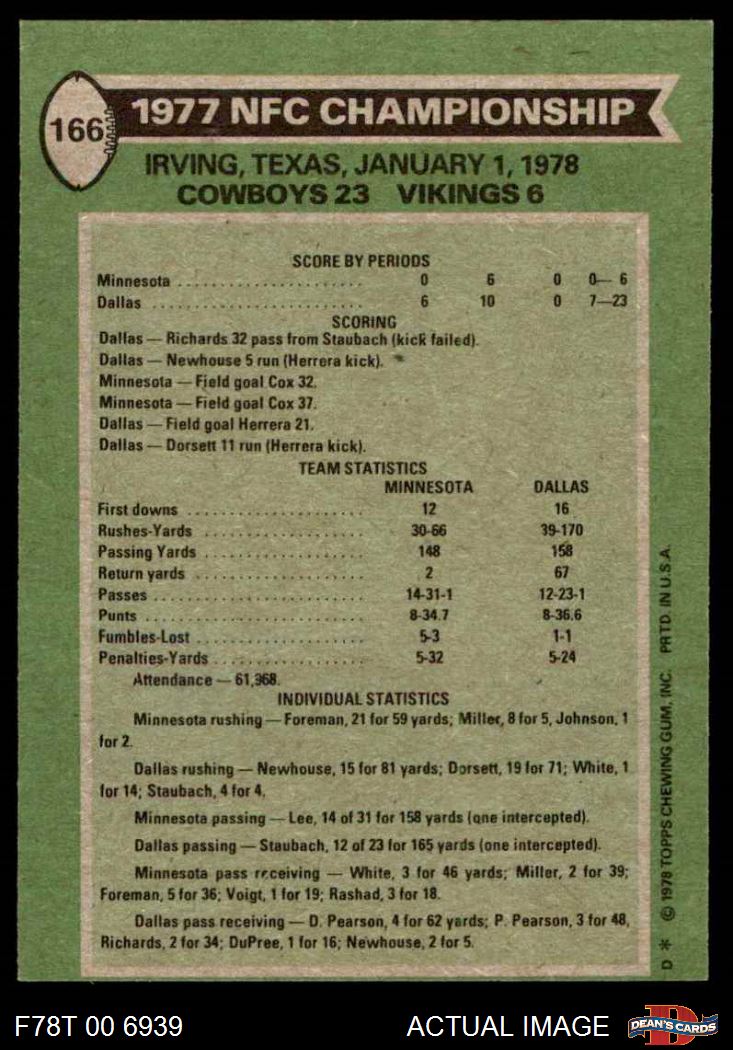 166
1977 NFC CHAMPIONSHIP
IRVING, TEXAS, JANUARY 1, 1978
COWBOYS 23 VIKINGS 6
SCORE BY PERIODS
Minnesota ...................... 0 6 0 0— 6
Dallas ......................... 6 10 0 7—23
SCORING
Dallas — Richards 32 pass from Staubach (kick failed).
Dallas — Newhouse 5 run (Herrera kick).
Minnesota — Field goal Cox 32.
Minnesota — Field goal Cox 37.
Dallas — Field goal Herrera 21.
Dallas — Dorsett 11 run (Herrera kick).
TEAM STATISTICS
MINNESOTA DALLAS
First downs .................... 12 16
Rushes-Yards .................. 30-66 39-170
Passing Yards .................. 148 158
Return yards ................... 2 67
Passes ......................... 14-31-1 12-23-1
Punts .......................... 8-34.7 8-36.6
Fumbles-Lost ................... 5-3 1-1
Penalties-Yards ................ 5-32 5-24
Attendance — 61,968.
INDIVIDUAL STATISTICS
Minnesota rushing — Foreman, 21 for 59 yards; Miller, 8 for 5, Johnson, 1
for 2.
Dallas rushing — Newhouse, 15 for 81 yards; Dorsett, 19 for 71; White, 1
for 14; Staubach, 4 for 4.
Minnesota passing — Lee, 14 of 31 for 158 yards (one intercepted).
Dallas passing — Staubach, 12 of 23 for 165 yards (one intercepted).
Minnesota pass receiving — White, 3 for 46 yards; Miller, 2 for 39;
Foreman, 5 for 36; Voigt, 1 for 19; Rashad, 3 for 18.
Dallas pass receiving — D. Pearson, 4 for 62 yards; P. Pearson, 3 for 48,
Richards, 2 for 34; DuPree, 1 for 16; Newhouse, 2 for 5.
D * © 1978 TOPPS CHEWING GUM, INC. PRTD. IN U.S.A.
F78T 00 6939 ACTUAL IMAGE
D
DEAN'S CARDS